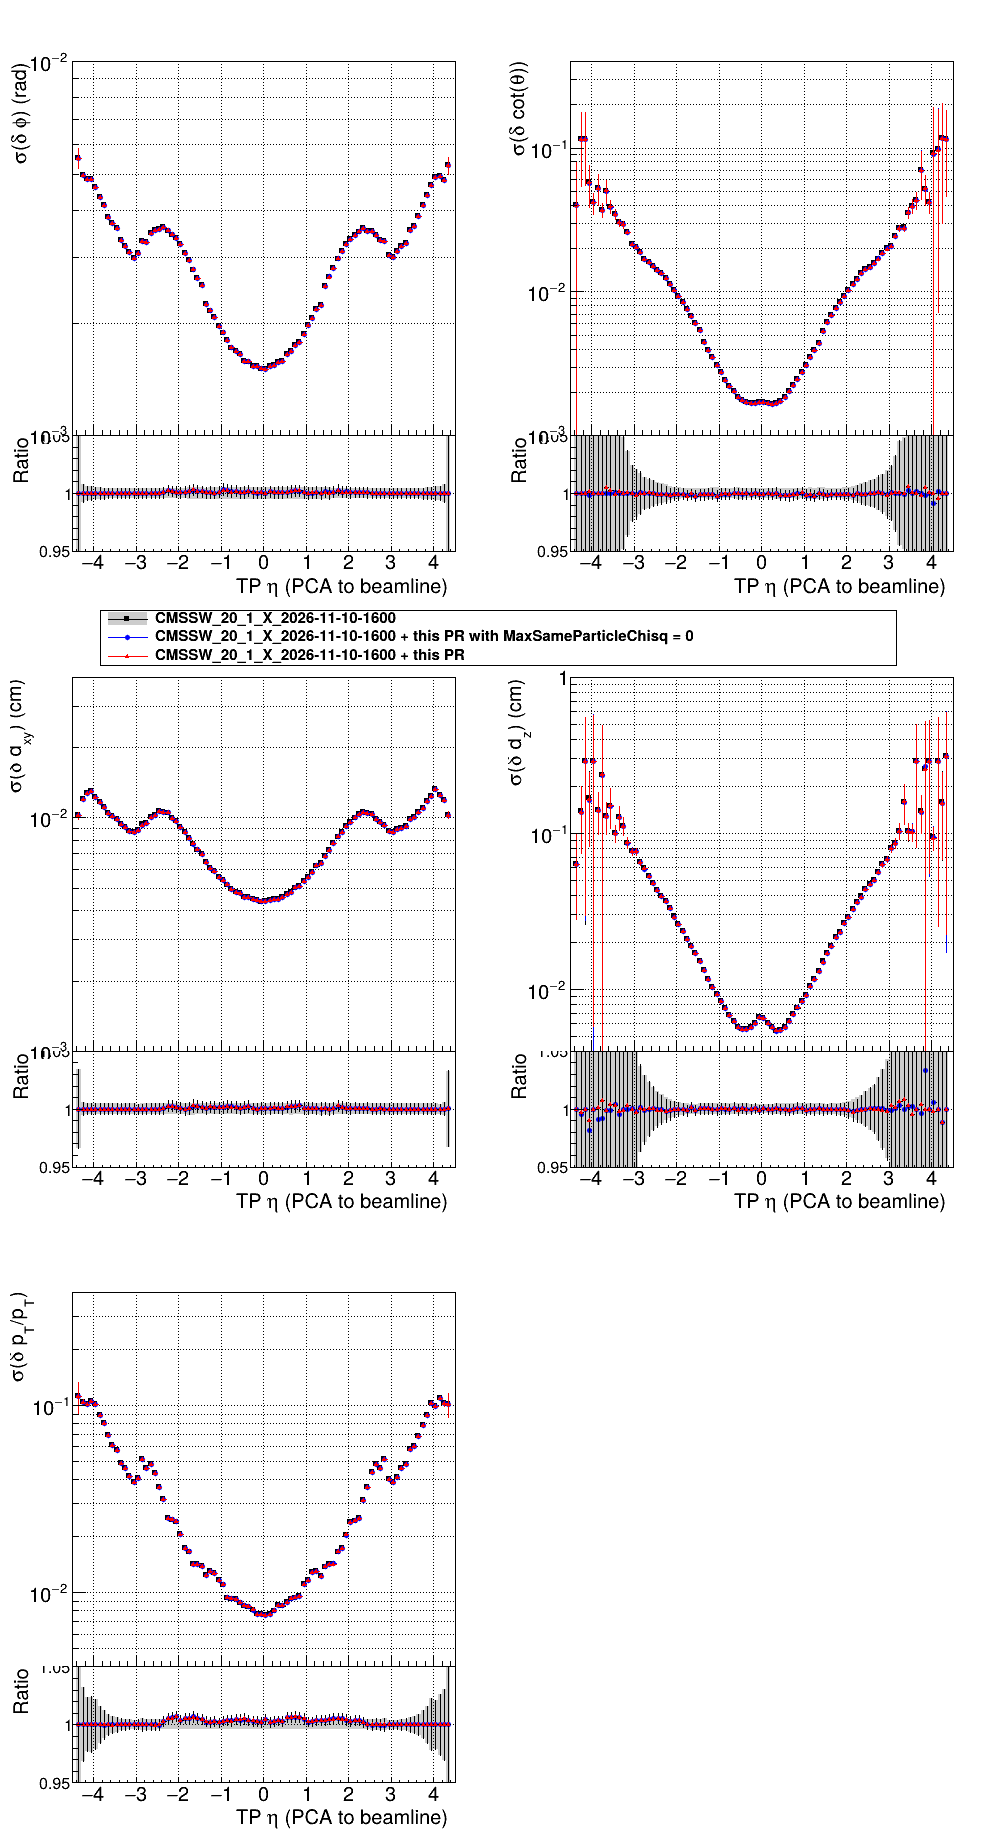 σ(δ φ) (rad)
10−2
10−3
Ratio
1.05
1
0.95
−4 −3 −2 −1 0 1 2 3 4
TP η (PCA to beamline)
σ(δ cot(θ))
10−1
10−2
10−3
Ratio
1
0.95
−4 −3 −2 −1 0 1 2 3 4
TP η (PCA to beamline)
CMSSW_20_1_X_2026-11-10-1600
CMSSW_20_1_X_2026-11-10-1600 + this PR with MaxSameParticleChisq = 0
CMSSW_20_1_X_2026-11-10-1600 + this PR
σ(δ dxy) (cm)
10−2
10−3
Ratio
1
0.95
−4 −3 −2 −1 0 1 2 3 4
TP η (PCA to beamline)
σ(δ dz) (cm)
1
10−1
10−2
Ratio
1.05
1
0.95
−4 −3 −2 −1 0 1 2 3 4
TP η (PCA to beamline)
σ(δ pT/pT)
10−1
10−2
Ratio
1.05
1
0.95
−4 −3 −2 −1 0 1 2 3 4
TP η (PCA to beamline)